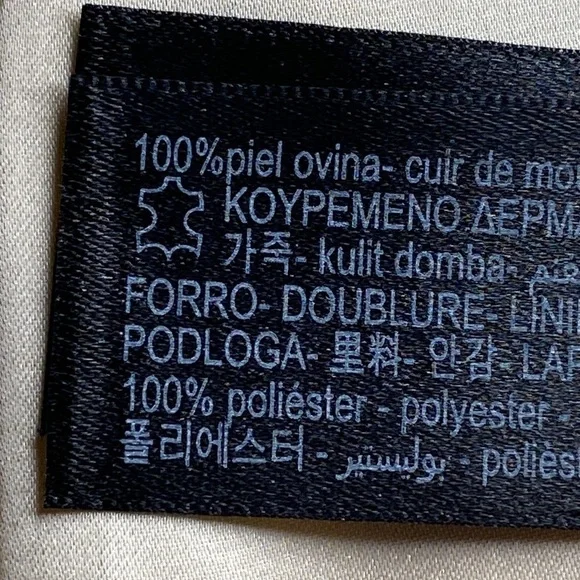 100%piel ovina- cuir de
ΚΟΥΡΕΜΕΝΟ
가죽- kulit domba-
FORRO- DOUBLURE-
PODLOGA- 里料- 안감-
100% poliéster - polyester -
폴리에스터 - بوليستير -